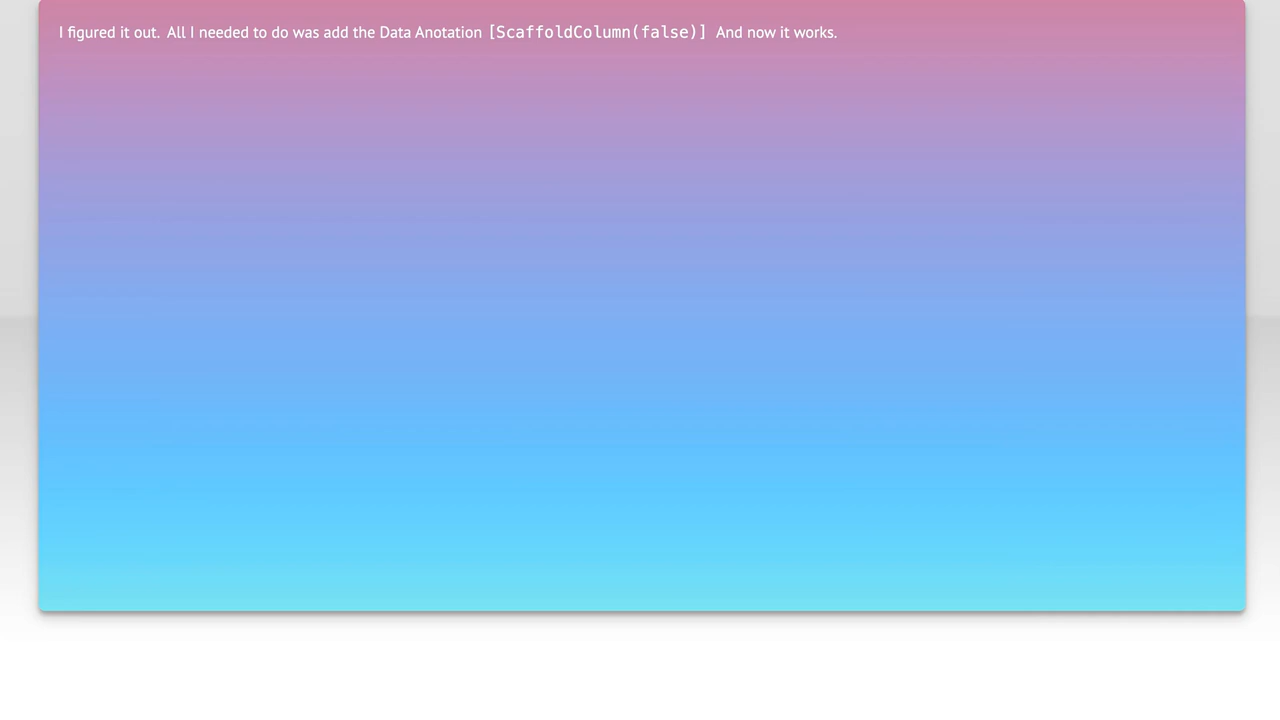 I figured it out.  All I needed to do was add the Data Anotation [ScaffoldColumn(false)]  And now it works.